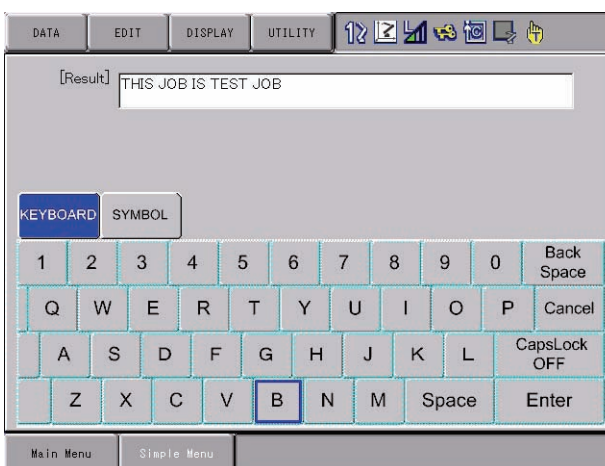 DATA EDIT DISPLAY UTILITY
[Result] THIS JOB IS TEST JOB
KEYBOARD SYMBOL
1 2 3 4 5 6 7 8 9 0 Back Space
Q W E R T Y U I O P Cancel
A S D F G H J K L CapsLock OFF
Z X C V B N M Space Enter
Main Menu Simple Menu